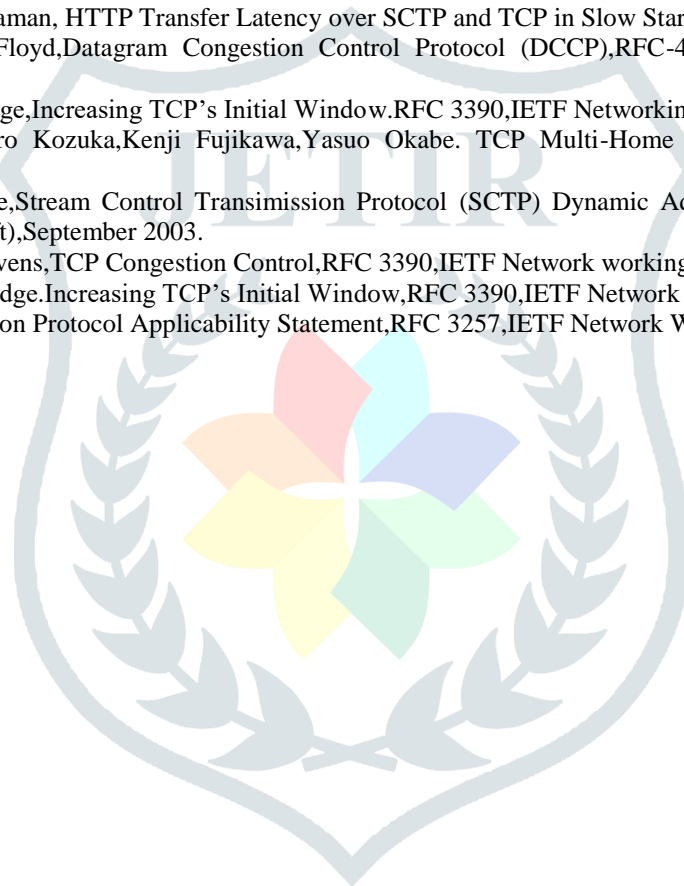 aman, HTTP Transfer Latency over SCTP and TCP in Slow Star
Floyd,Datagram Congestion Control Protocol (DCCP),RFC-4
ge,Increasing TCP's Initial Window.RFC 3390,IETF Networkin
ro Kozuka,Kenji Fujikawa,Yasuo Okabe. TCP Multi-Home
JETIR
e,Stream Control Transimission Protocol (SCTP) Dynamic Ad
t),September 2003.
vens,TCP Congestion Control,RFC 3390,IETF Network working
dge.Increasing TCP's Initial Window,RFC 3390,IETF Network
on Protocol Applicability Statement,RFC 3257,IETF Network W